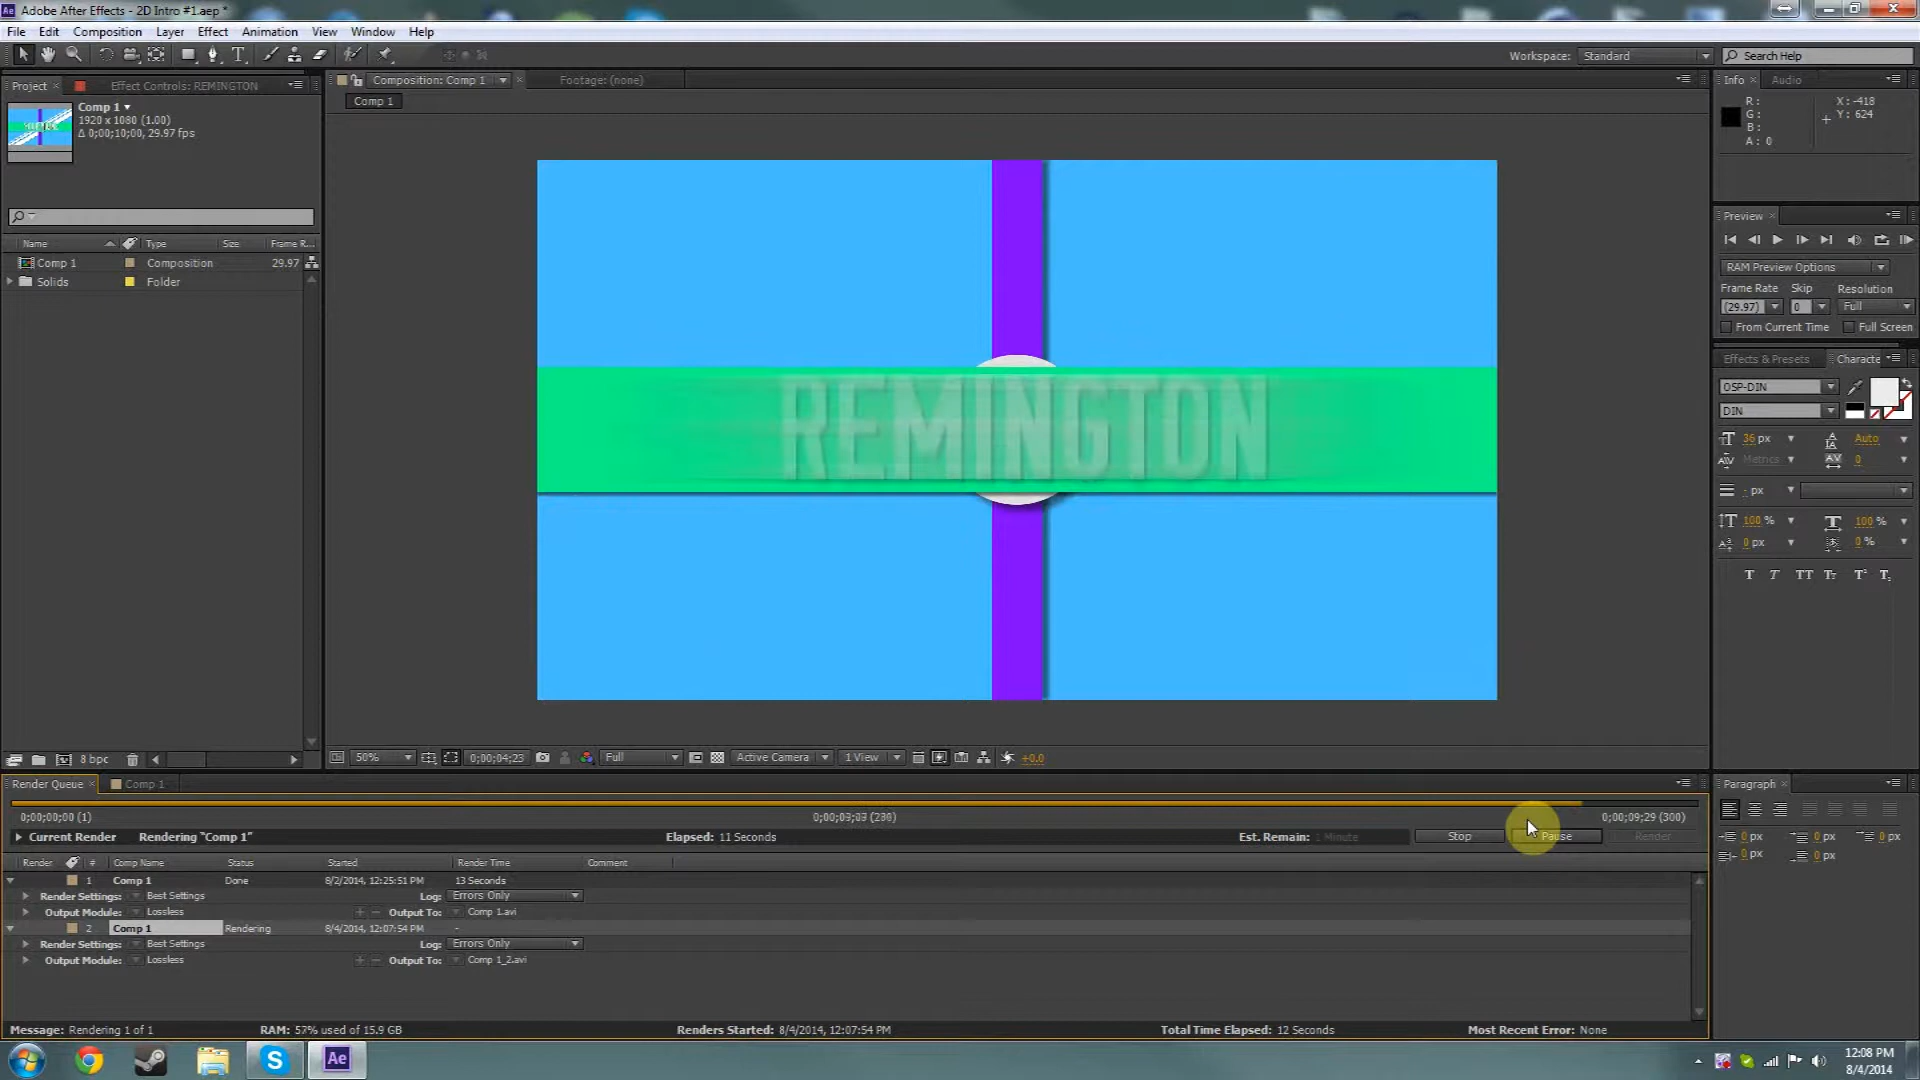 Adobe After Effects - 2D Intro #1.aep *
File Edit Composition Layer Effect Animation View Window Help
Workspace: Standard Search Help
Project Effect Controls: REMINGTON
Composition: Comp 1 Footage: (none)
Info Audio
Comp 1
1920 x 1080 (1.00)
Δ 0;00;10;00, 29.97 fps
Comp 1
R:
G:
B:
A: 0
X: -418
Y: 624
Preview
Name Type Size Frame R...
Comp 1 Composition 29.97
Solids Folder
RAM Preview Options
Frame Rate Skip Resolution
(29.97) 0 Full
From Current Time Full Screen
Effects & Presets Characte
OSP-DIN
DIN
REMINGTON
36 px Auto
Metrics 0
- px
100 % 100 %
0 px 0 %
T T TT Tr T' T,
8 bpc
50% 0;00;04;23 Full Active Camera 1 View +0.0
Render Queue Comp 1
Paragraph
0;00;00;00 (1) 0;00;09;29 (300)
Current Render Rendering "Comp 1" Elapsed: 11 Seconds Est. Remain: 1 Minute Stop Pause Render
0 px 0 px 0 px
0 px 0 px
Render # Comp Name Status Started Render Time Comment
1 Comp 1 Done 8/2/2014, 12:25:51 PM 13 Seconds
Render Settings: Best Settings Log: Errors Only
Output Module: Lossless Output To: Comp 1.avi
2 Comp 1 Rendering 8/4/2014, 12:07:54 PM -
Render Settings: Best Settings Log: Errors Only
Output Module: Lossless Output To: Comp 1_2.avi
Message: Rendering 1 of 1 RAM: 57% used of 15.9 GB Renders Started: 8/4/2014, 12:07:54 PM Total Time Elapsed: 12 Seconds Most Recent Error: None
12:08 PM
8/4/2014